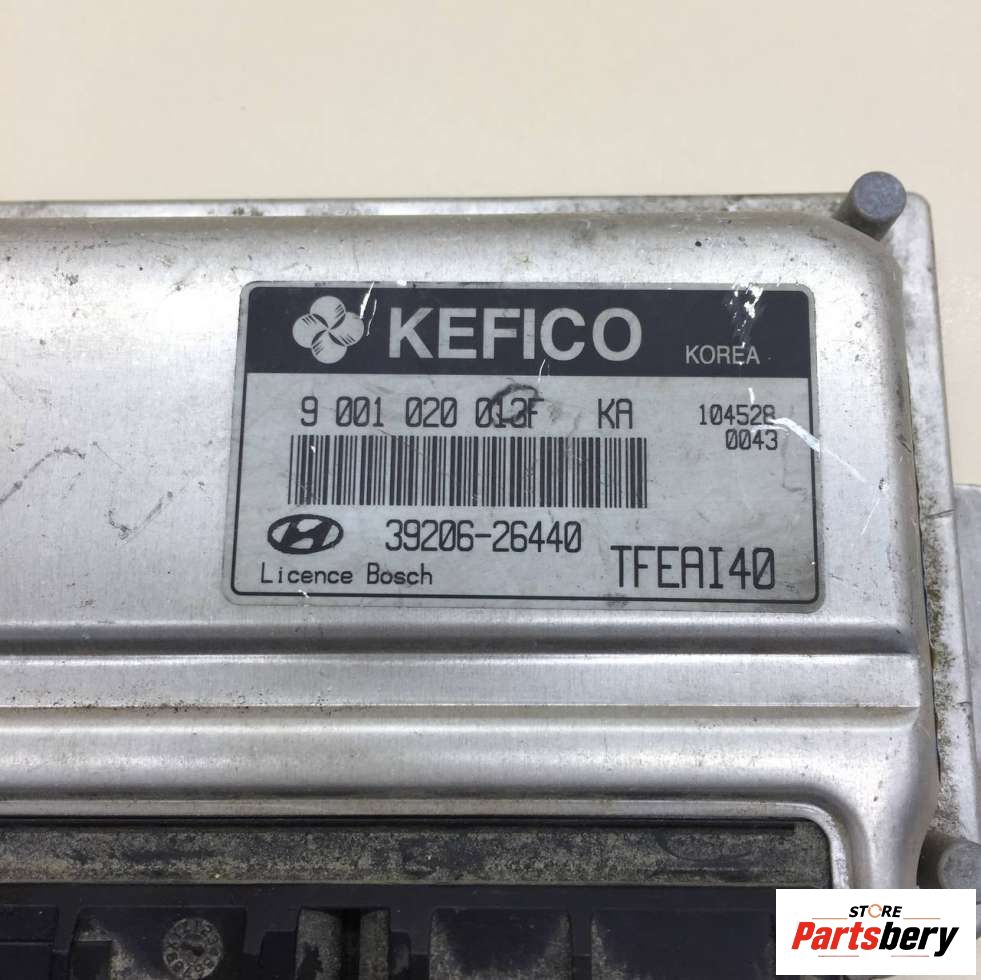 KEFICO
KOREA
9 001 020 013F KA 104528
0043
39206-26440
TFEAI40
Licence Bosch
STORE
Partsbery